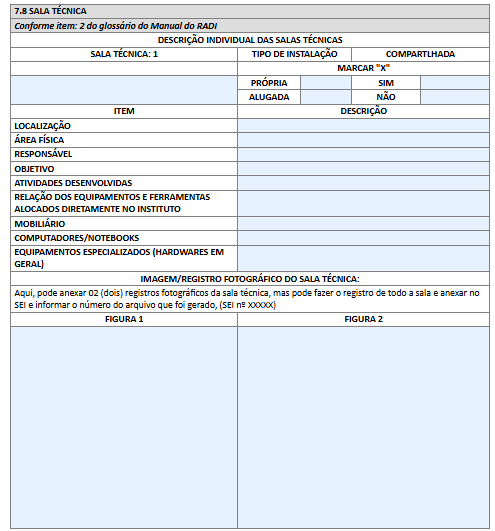 7.8 SALA TÉCNICA
Conforme item: 2 do glossário do Manual do RADI
DESCRIÇÃO INDIVIDUAL DAS SALAS TÉCNICAS
SALA TÉCNICA: 1 TIPO DE INSTALAÇÃO COMPARTLHADA
MARCAR "X"
PRÓPRIA SIM
ALUGADA NÃO
ITEM DESCRIÇÃO
LOCALIZAÇÃO
ÁREA FÍSICA
RESPONSÁVEL
OBJETIVO
ATIVIDADES DESENVOLVIDAS
RELAÇÃO DOS EQUIPAMENTOS E FERRAMENTAS
ALOCADOS DIRETAMENTE NO INSTITUTO
MOBILIÁRIO
COMPUTADORES/NOTEBOOKS
EQUIPAMENTOS ESPECIALIZADOS (HARDWARES EM
GERAL)
IMAGEM/REGISTRO FOTOGRÁFICO DO SALA TÉCNICA:
Aqui, pode anexar 02 (dois) registros fotográficos da sala técnica, mas pode fazer o registro de todo a sala e anexar no
SEI e informar o número do arquivo que foi gerado, (SEI nº XXXXX)
FIGURA 1 FIGURA 2